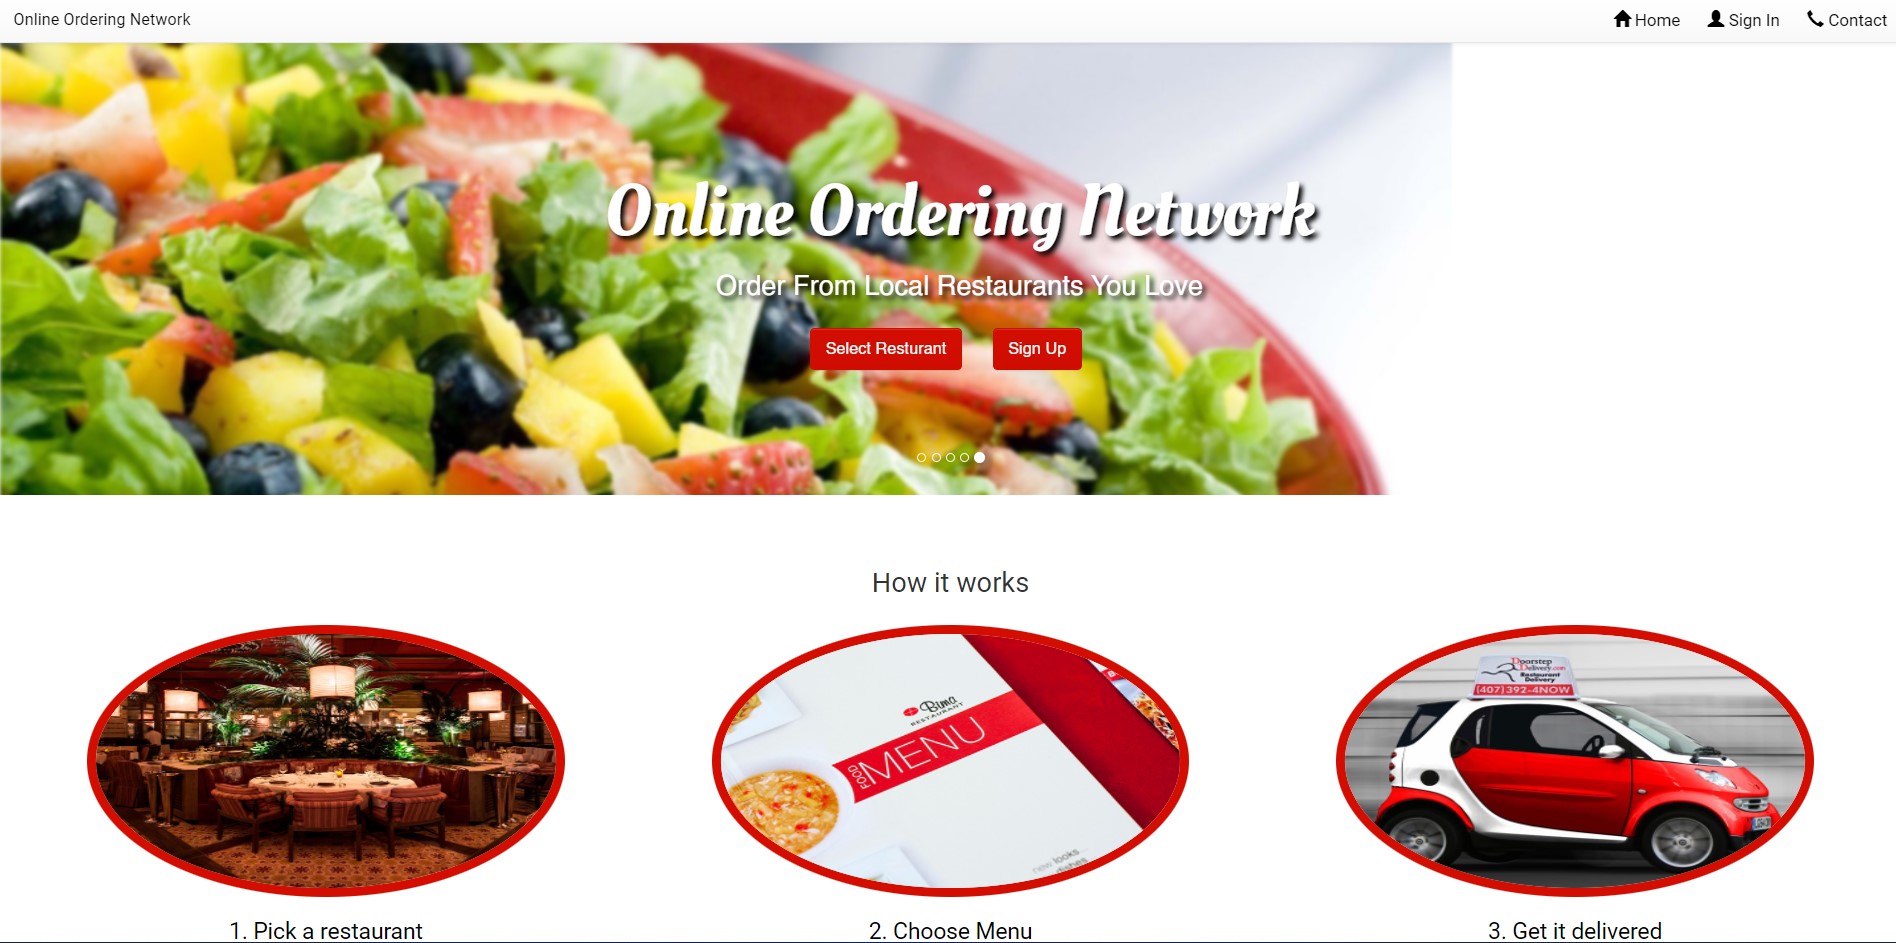 Online Ordering Network
Home Sign In Contact
Online Ordering Network
Order From Local Restaurants You Love
Select Resturant Sign Up
How it works
Bima
RESTAURANT
FOOD MENU
new looks...
dishes
Doorstep
Delivery.com
Restaurant
Delivery
(407)392-4NOW
1. Pick a restaurant
2. Choose Menu
3. Get it delivered